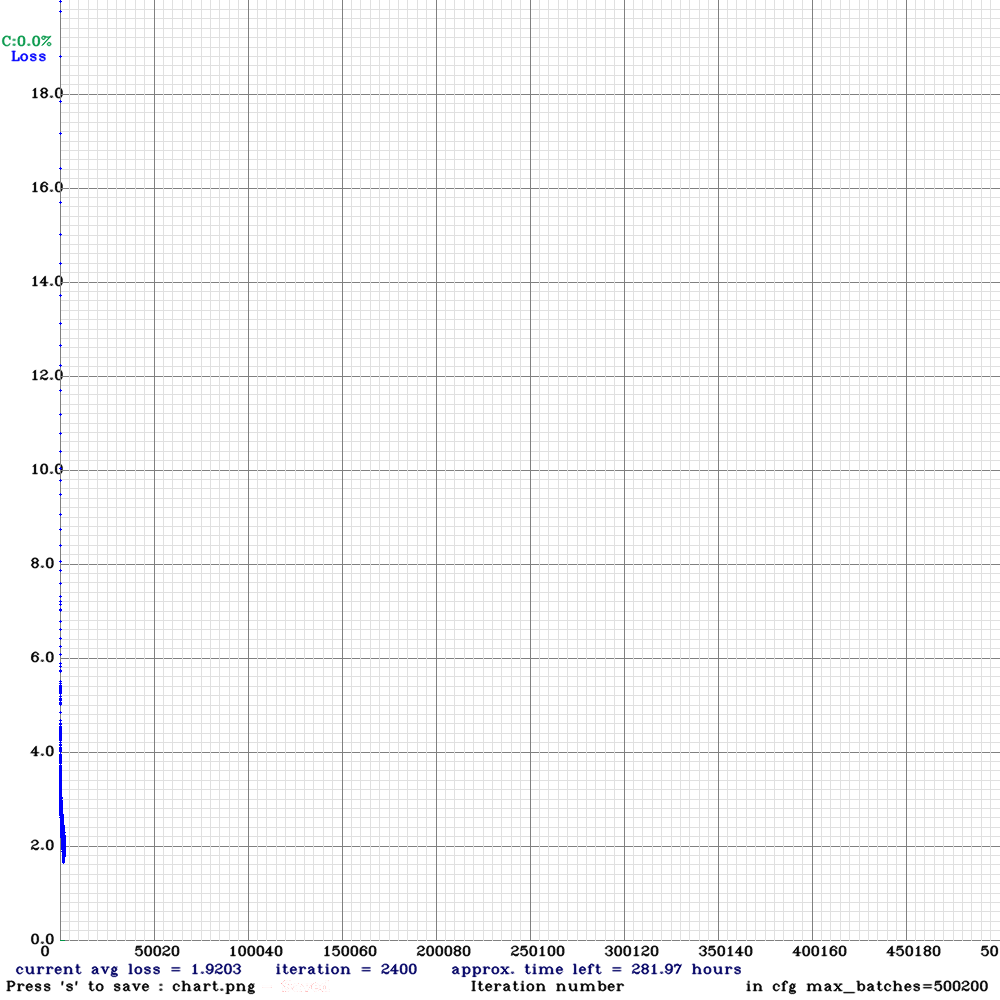 C:0.0%
Loss
18.0
16.0
14.0
12.0
10.0
8.0
6.0
4.0
2.0
0.0
0 50020 100040 150060 200080 250100 300120 350140 400160 450180 50
current avg loss = 1.9203 iteration = 2400 approx. time left = 281.97 hours
Press 's' to save : chart.png Iteration number in cfg max_batches=500200